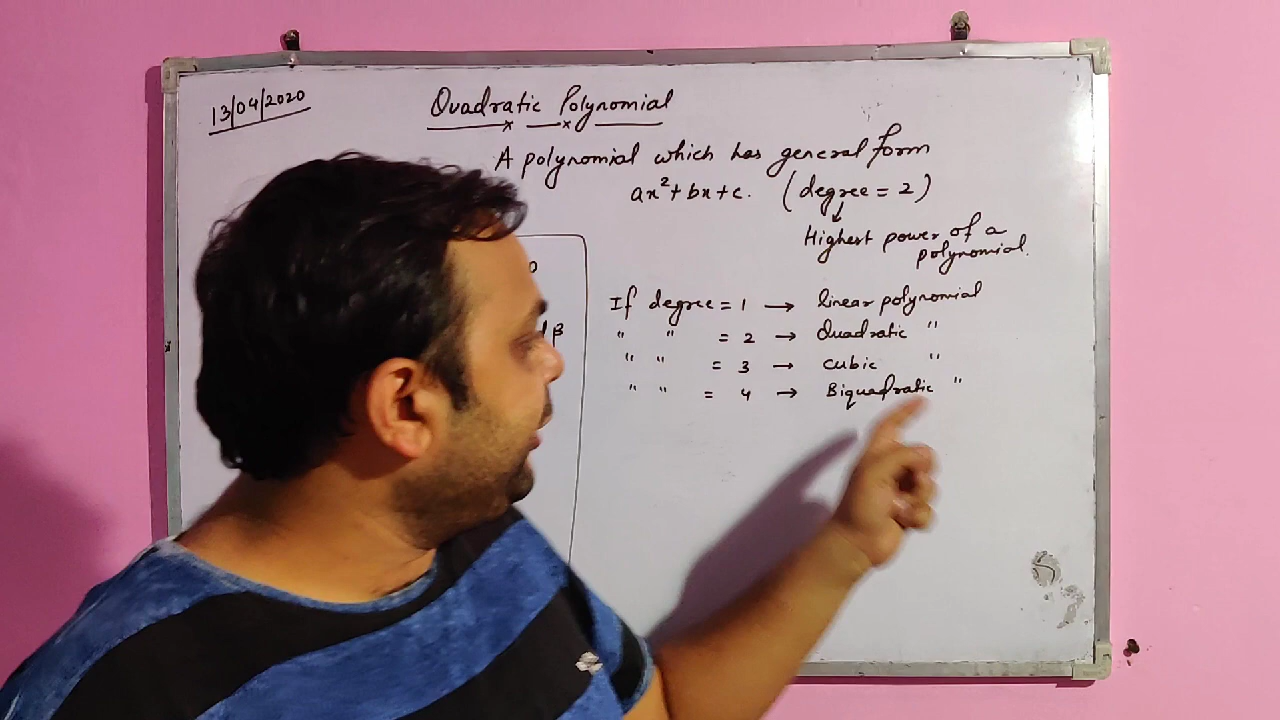 13/04/2020
Quadratic Polynomial
A polynomial which has general form
ax²+bx+c. (degree = 2)
Highest power of a
polynomial.
If degree = 1 → linear polynomial
" " = 2 → Quadratic "
" " = 3 → cubic "
" " = 4 → Biquadratic "
β